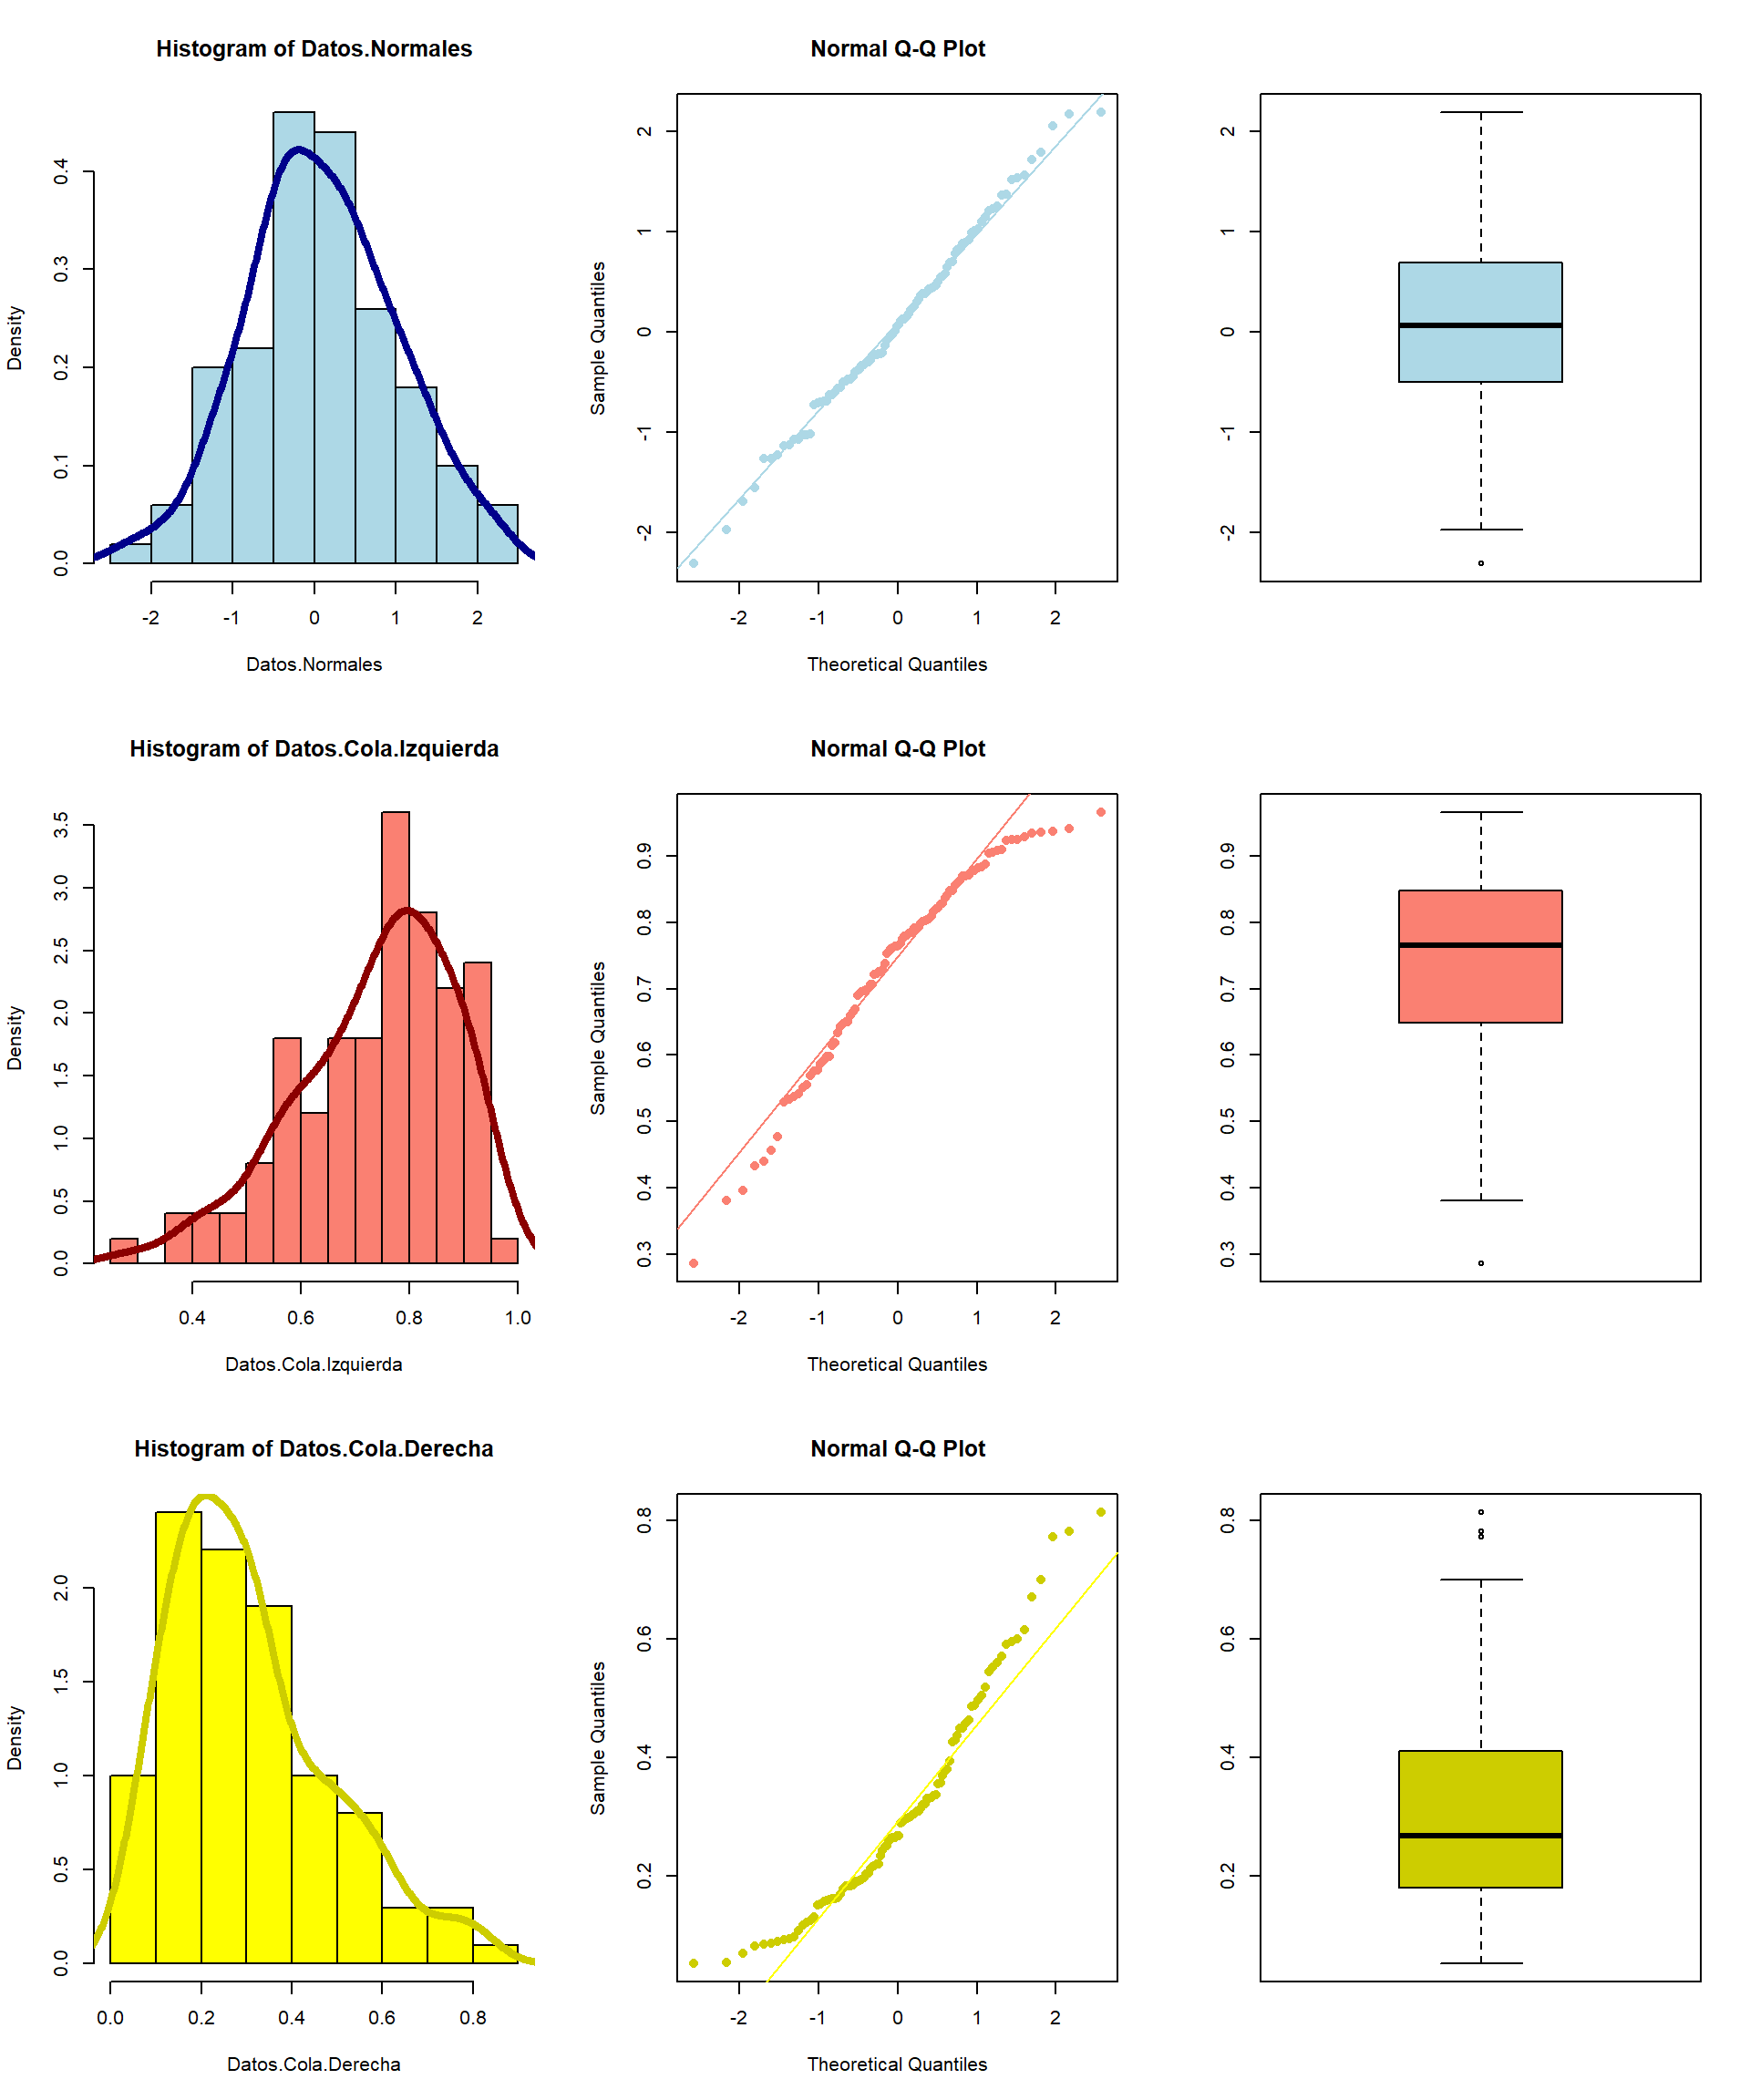 Histogram of Datos.Normales
Density
0.0 0.1 0.2 0.3 0.4
-2 -1 0 1 2
Datos.Normales
Normal Q-Q Plot
Sample Quantiles
-2 -1 0 1 2
-2 -1 0 1 2
Theoretical Quantiles
-2 -1 0 1 2
Histogram of Datos.Cola.Izquierda
Density
0.0 0.5 1.0 1.5 2.0 2.5 3.0 3.5
0.4 0.6 0.8 1.0
Datos.Cola.Izquierda
Normal Q-Q Plot
Sample Quantiles
0.3 0.4 0.5 0.6 0.7 0.8 0.9
-2 -1 0 1 2
Theoretical Quantiles
0.3 0.4 0.5 0.6 0.7 0.8 0.9
Histogram of Datos.Cola.Derecha
Density
0.0 0.5 1.0 1.5 2.0
0.0 0.2 0.4 0.6 0.8
Datos.Cola.Derecha
Normal Q-Q Plot
Sample Quantiles
0.2 0.4 0.6 0.8
-2 -1 0 1 2
Theoretical Quantiles
0.2 0.4 0.6 0.8